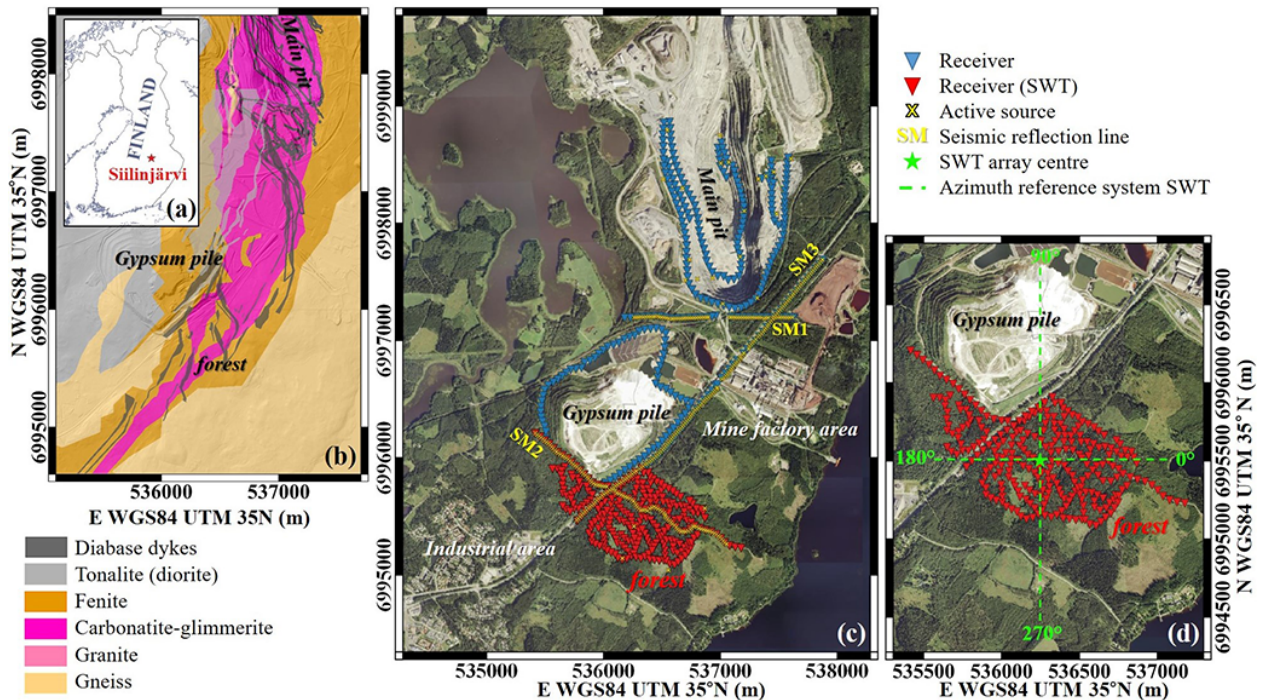 6998000
6997000
6996000
6995000
N WGS84 UTM 35°N (m)
FINLAND
Siilinjärvi
(a)
Main pit
Gypsum pile
forest
(b)
536000
537000
E WGS84 UTM 35N (m)
Diabase dykes
Tonalite (diorite)
Fenite
Carbonatite-glimmerite
Granite
Gneiss
6999000
6998000
6997000
6996000
6995000
Main pit
SM3
SM1
Gypsum pile
SM2
Mine factory area
Industrial area
forest
(c)
535000
536000
537000
538000
E WGS84 UTM 35°N (m)
Receiver
Receiver (SWT)
X
Active source
SM
Seismic reflection line
SWT array centre
Azimuth reference system SWT
90°
Gypsum pile
180°
0°
forest
270°
(d)
6996500
6996000
6995500
6995000
6994500
N WGS84 UTM 35°N (m)
535500
536000
536500
537000
E WGS84 UTM 35°N (m)